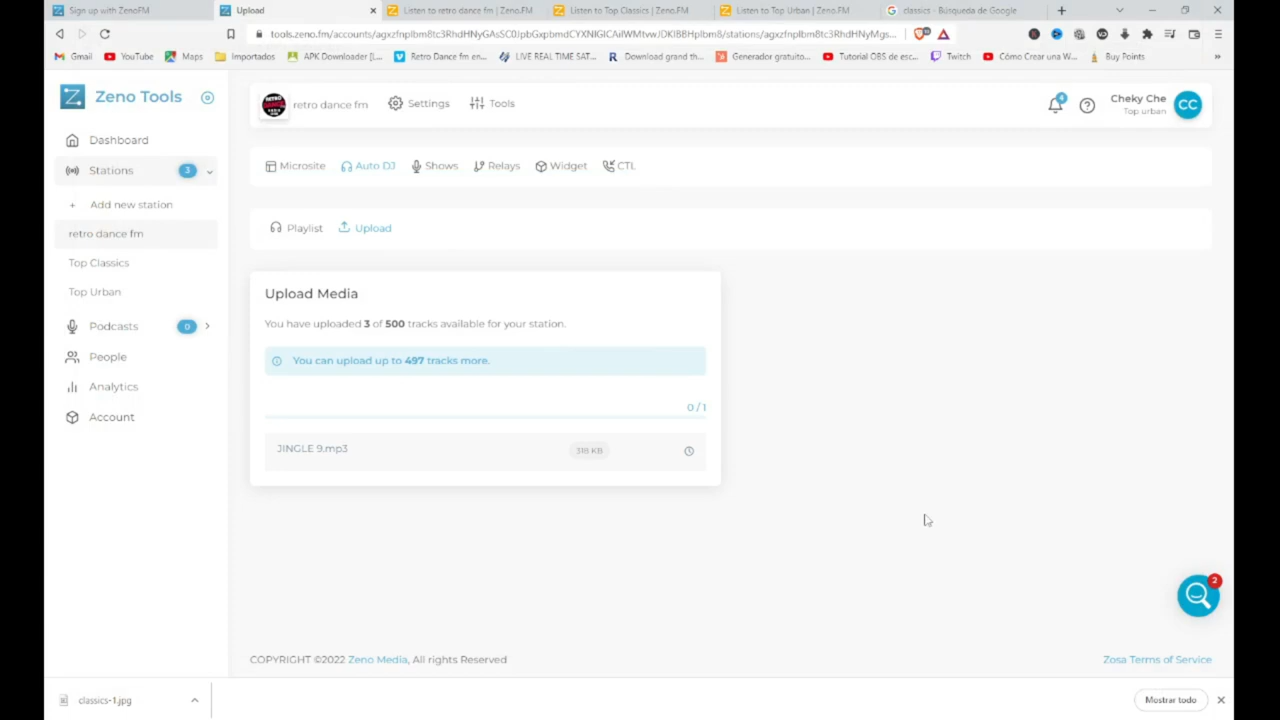 Sign up with ZenoFM
Upload
Listen to retro dance fm | Zeno.FM
Listen to Top Classics | Zeno.FM
Listen to Top Urban | Zeno.FM
classics - Búsqueda de Google
Gmail
YouTube
Maps
Importados
APK Downloader [L...
Retro Dance fm en...
LIVE REAL TIME SAT...
Download grand th...
Generador gratuito...
Tutorial OBS de esc...
Twitch
Cómo Crear una W...
Buy Points
Zeno Tools
retro dance fm
Settings
Tools
4
Cheky Che
Top urban
CC
Dashboard
Stations
3
Add new station
retro dance fm
Top Classics
Top Urban
Podcasts
0
People
Analytics
Account
Microsite
Auto DJ
Shows
Relays
Widget
CTL
Playlist
Upload
Upload Media
You have uploaded 3 of 500 tracks available for your station.
You can upload up to 497 tracks more.
0 / 1
JINGLE 9.mp3
318 KB
2
COPYRIGHT ©2022 Zeno Media, All rights Reserved
Zosa Terms of Service
classics-1.jpg
Mostrar todo